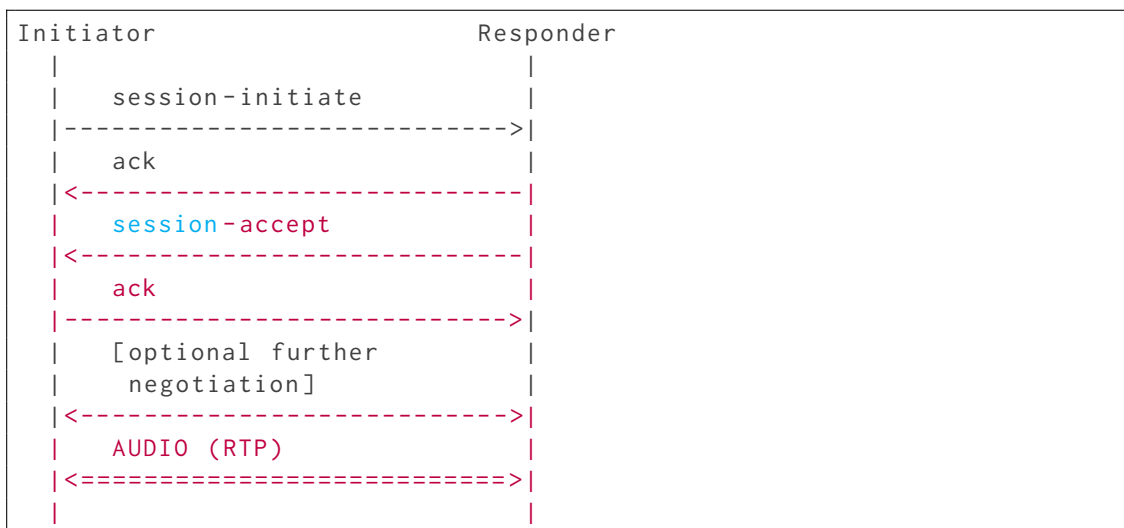 Initiator                    Responder
  |                             |
  |   session-initiate          |
  |---------------------------->|
  |   ack                       |
  |<----------------------------|
  |   session-accept            |
  |<----------------------------|
  |   ack                       |
  |---------------------------->|
  |   [optional further         |
  |    negotiation]             |
  |<--------------------------->|
  |   AUDIO (RTP)               |
  |<===========================>|
  |                             |